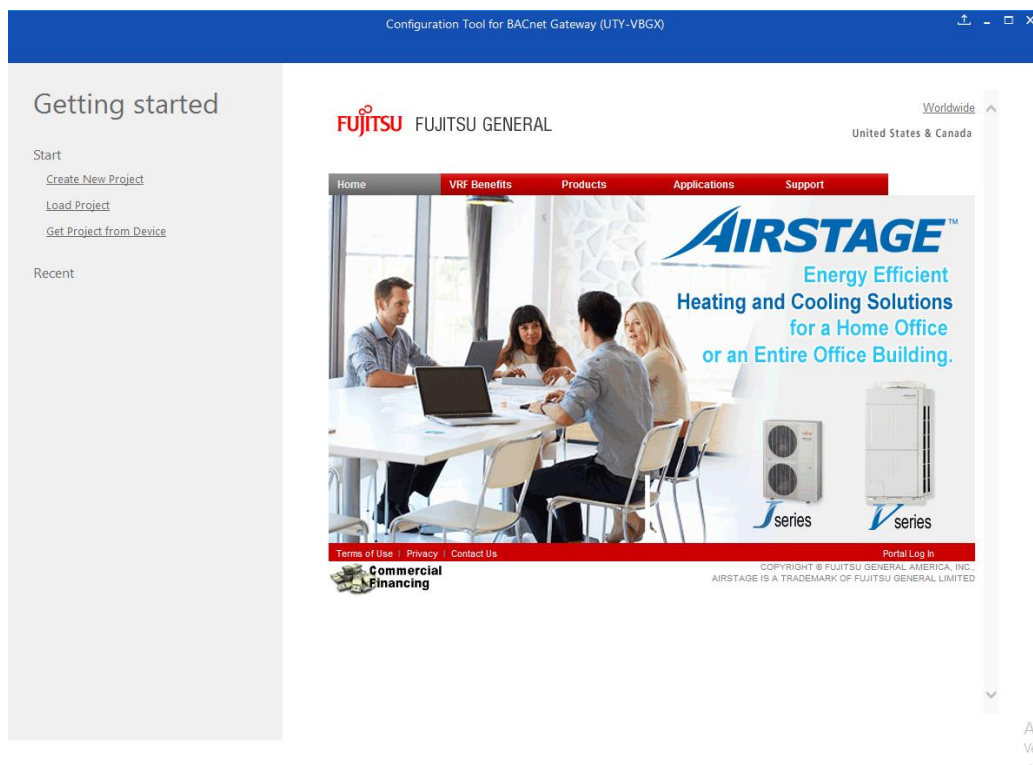 Configuration Tool for BACnet Gateway (UTY-VBGX)
Getting started
Start
Create New Project
Load Project
Get Project from Device
Recent
FUJITSU FUJITSU GENERAL
Worldwide
United States & Canada
Home VRF Benefits Products Applications Support
AIRSTAGE™
Energy Efficient
Heating and Cooling Solutions
for a Home Office
or an Entire Office Building.
J series
V series
Terms of Use | Privacy | Contact Us
Portal Log In
Commercial
Financing
COPYRIGHT © FUJITSU GENERAL AMERICA, INC.,
AIRSTAGE IS A TRADEMARK OF FUJITSU GENERAL LIMITED